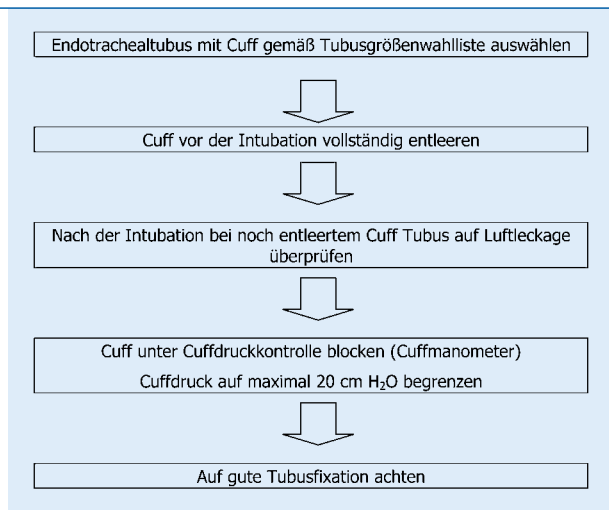 Endotrachealtubus mit Cuff gemäß Tubusgrößenwahlliste auswählen
Cuff vor der Intubation vollständig entleeren
Nach der Intubation bei noch entleertem Cuff Tubus auf Luftleckage
überprüfen
Cuff unter Cuffdruckkontrolle blocken (Cuffmanometer)
Cuffdruck auf maximal 20 cm H₂O begrenzen
Auf gute Tubusfixation achten